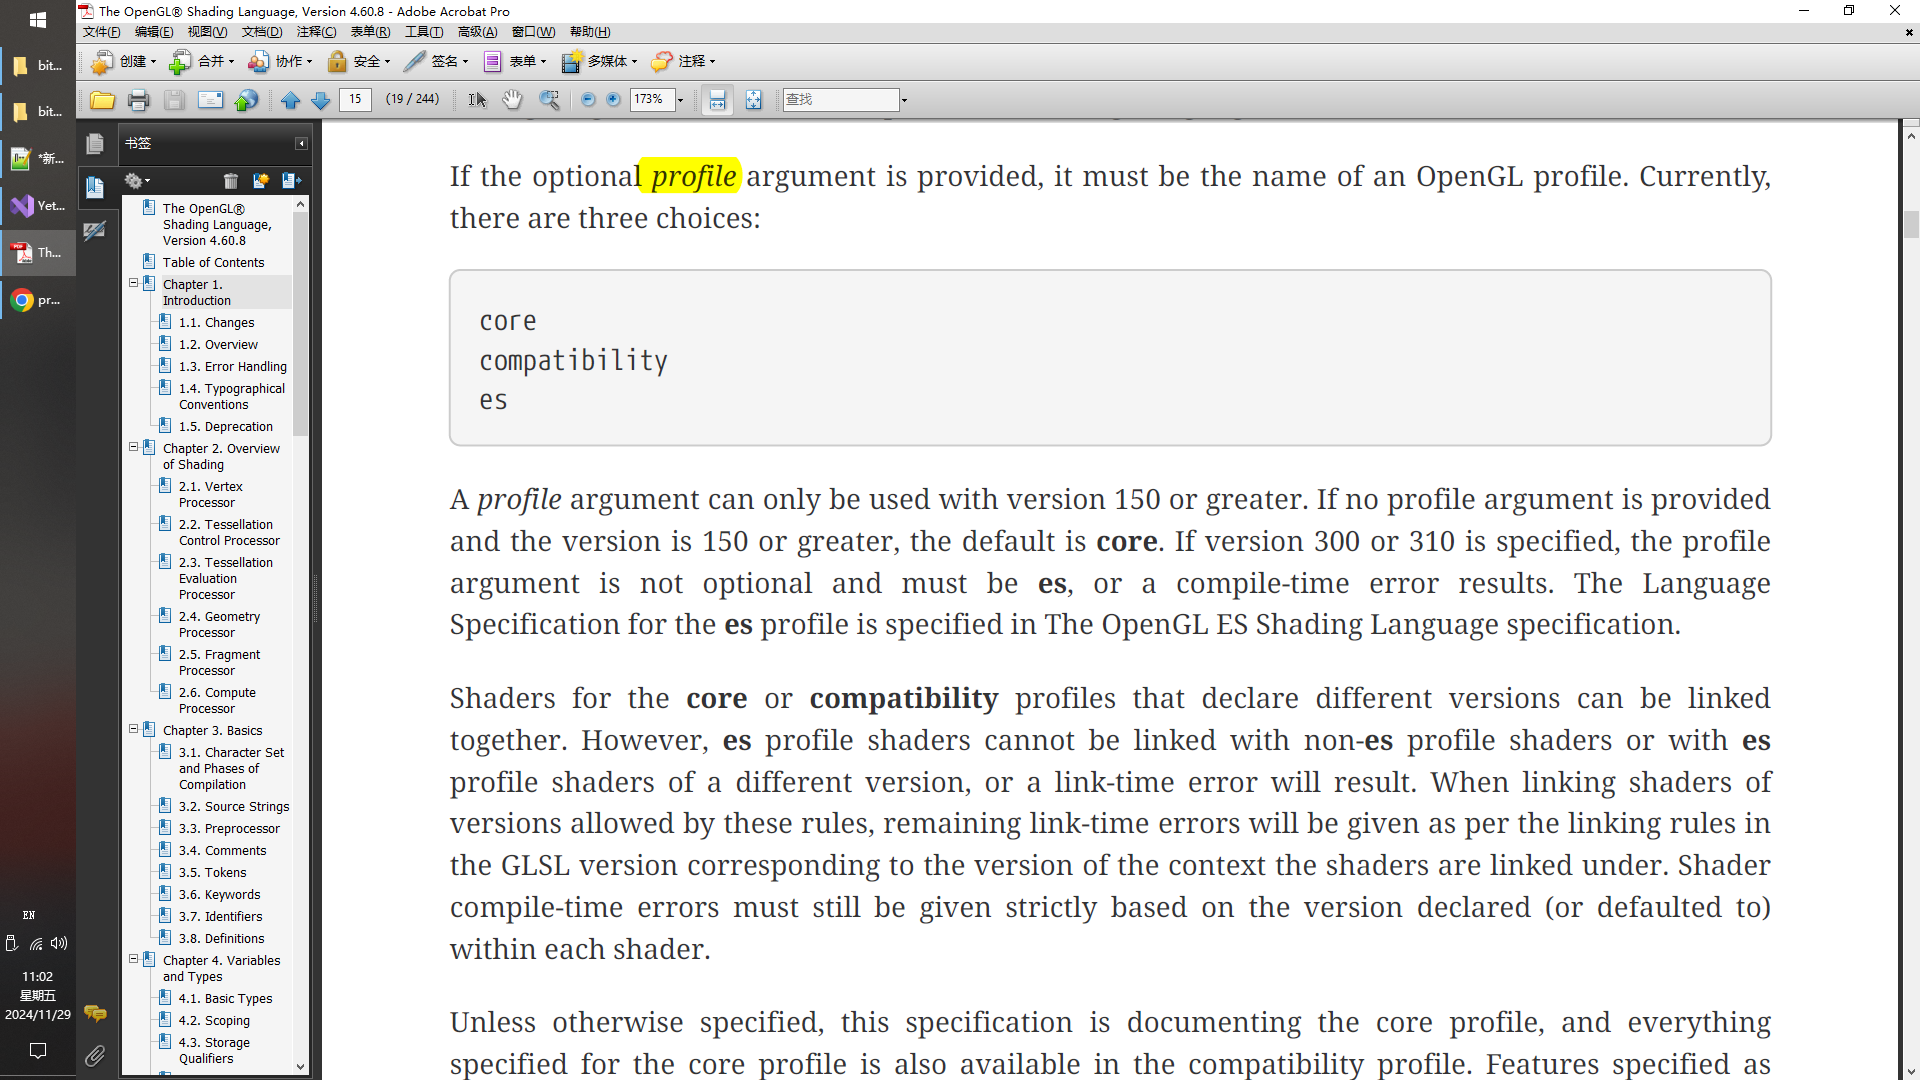 The OpenGL® Shading Language, Version 4.60.8 - Adobe Acrobat Pro
文件(F) 编辑(E) 视图(V) 文档(D) 注释(C) 表单(R) 工具(T) 高级(A) 窗口(W) 帮助(H)
创建 合并 协作 安全 签名 表单 多媒体 注释
15 (19 / 244) 173% 查找
bit...
bit...
*新...
Yet...
Th...
pr...
EN
11:02
星期五
2024/11/29
书签
The OpenGL®
Shading Language,
Version 4.60.8
Table of Contents
Chapter 1.
Introduction
1.1. Changes
1.2. Overview
1.3. Error Handling
1.4. Typographical
Conventions
1.5. Deprecation
Chapter 2. Overview
of Shading
2.1. Vertex
Processor
2.2. Tessellation
Control Processor
2.3. Tessellation
Evaluation
Processor
2.4. Geometry
Processor
2.5. Fragment
Processor
2.6. Compute
Processor
Chapter 3. Basics
3.1. Character Set
and Phases of
Compilation
3.2. Source Strings
3.3. Preprocessor
3.4. Comments
3.5. Tokens
3.6. Keywords
3.7. Identifiers
3.8. Definitions
Chapter 4. Variables
and Types
4.1. Basic Types
4.2. Scoping
4.3. Storage
Qualifiers
If the optional profile argument is provided, it must be the name of an OpenGL profile. Currently,
there are three choices:
core
compatibility
es
A profile argument can only be used with version 150 or greater. If no profile argument is provided
and the version is 150 or greater, the default is core. If version 300 or 310 is specified, the profile
argument is not optional and must be es, or a compile-time error results. The Language
Specification for the es profile is specified in The OpenGL ES Shading Language specification.
Shaders for the core or compatibility profiles that declare different versions can be linked
together. However, es profile shaders cannot be linked with non-es profile shaders or with es
profile shaders of a different version, or a link-time error will result. When linking shaders of
versions allowed by these rules, remaining link-time errors will be given as per the linking rules in
the GLSL version corresponding to the version of the context the shaders are linked under. Shader
compile-time errors must still be given strictly based on the version declared (or defaulted to)
within each shader.
Unless otherwise specified, this specification is documenting the core profile, and everything
specified for the core profile is also available in the compatibility profile. Features specified as